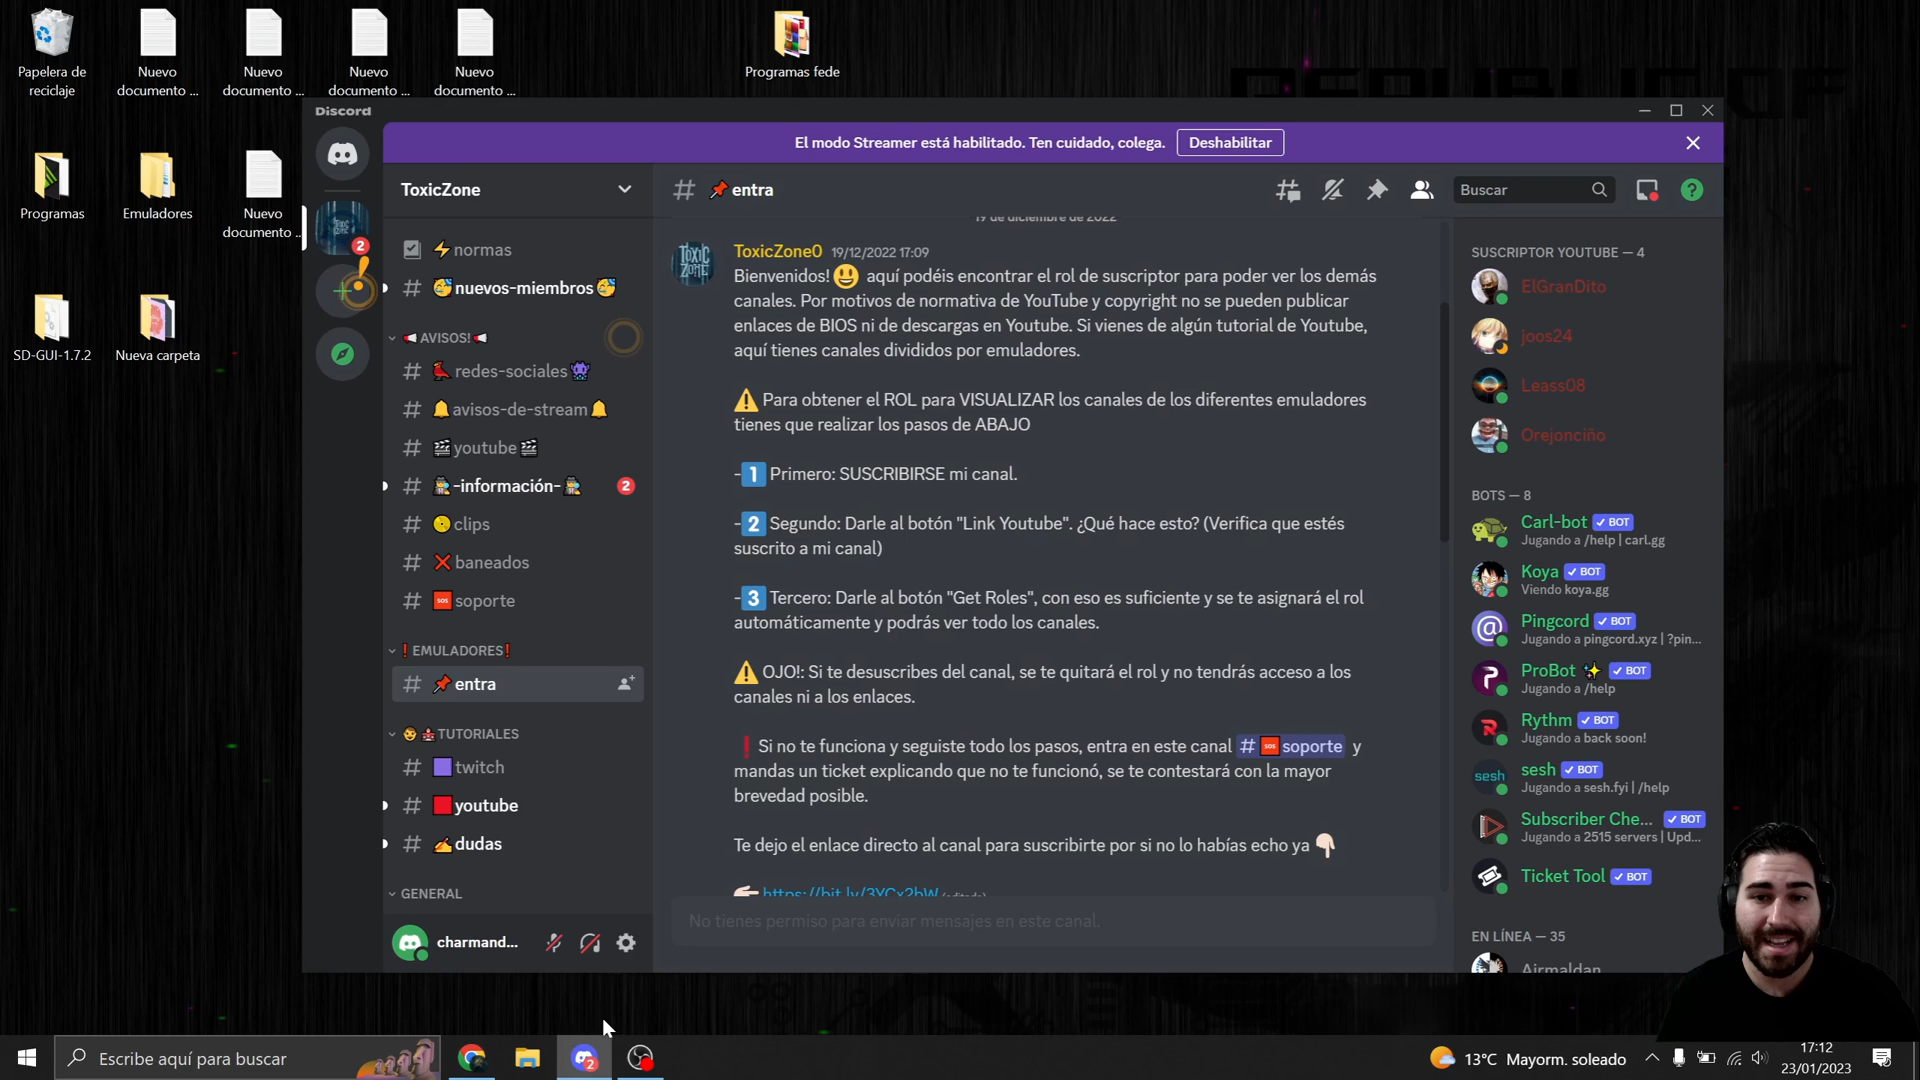 Papelera de
reciclaje
Nuevo
documento ...
Nuevo
documento ...
Nuevo
documento ...
Nuevo
documento ...
Programas fede
Programas
Emuladores
Nuevo
documento ...
SD-GUI-1.7.2
Nueva carpeta
Discord
El modo Streamer está habilitado. Ten cuidado, colega.
Deshabilitar
ToxicZone
normas
nuevos-miembros
AVISOS!
redes-sociales
avisos-de-stream
youtube
-información-
2
clips
baneados
soporte
EMULADORES
entra
TUTORIALES
twitch
youtube
dudas
GENERAL
charmand...
# entra
Buscar
19 de diciembre de 2022
ToxicZone0 19/12/2022 17:09
Bienvenidos! aquí podéis encontrar el rol de suscriptor para poder ver los demás
canales. Por motivos de normativa de YouTube y copyright no se pueden publicar
enlaces de BIOS ni de descargas en Youtube. Si vienes de algún tutorial de Youtube,
aquí tienes canales divididos por emuladores.
Para obtener el ROL para VISUALIZAR los canales de los diferentes emuladores
tienes que realizar los pasos de ABAJO
-1 Primero: SUSCRIBIRSE mi canal.
-2 Segundo: Darle al botón "Link Youtube". ¿Qué hace esto? (Verifica que estés
suscrito a mi canal)
-3 Tercero: Darle al botón "Get Roles", con eso es suficiente y se te asignará el rol
automáticamente y podrás ver todo los canales.
OJO!: Si te desuscribes del canal, se te quitará el rol y no tendrás acceso a los
canales ni a los enlaces.
Si no te funciona y seguiste todo los pasos, entra en este canal # soporte y
mandas un ticket explicando que no te funcionó, se te contestará con la mayor
brevedad posible.
Te dejo el enlace directo al canal para suscribirte por si no lo habías echo ya
https://bit.ly/3YCx2bW (editado)
No tienes permiso para enviar mensajes en este canal.
SUSCRIPTOR YOUTUBE — 4
ElGranDito
joos24
Leass08
Orejonciño
BOTS — 8
Carl-bot BOT
Jugando a /help | carl.gg
Koya BOT
Viendo koya.gg
Pingcord BOT
Jugando a pingcord.xyz | ?pin...
ProBot BOT
Jugando a /help
Rythm BOT
Jugando a back soon!
sesh BOT
Jugando a sesh.fyi | /help
Subscriber Che... BOT
Jugando a 2515 servers | Upd...
Ticket Tool BOT
EN LÍNEA — 35
Airmaldan
Escribe aquí para buscar
13°C Mayorm. soleado
17:12
23/01/2023